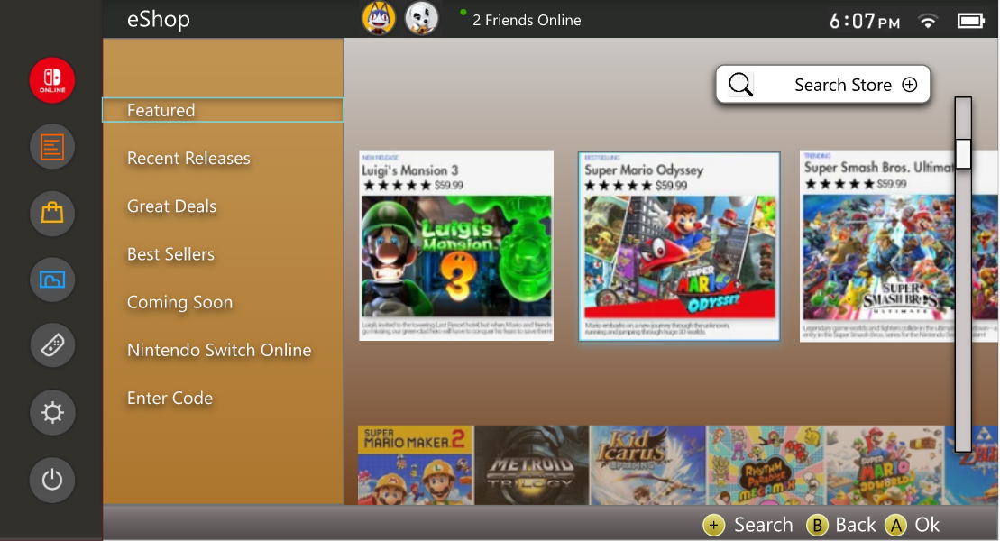 eShop
2 Friends Online
6:07PM
ONLINE
Search Store
Featured
Recent Releases
Great Deals
Best Sellers
Coming Soon
Nintendo Switch Online
Enter Code
NEW RELEASE
Luigi's Mansion 3
★★★★★ $59.99
Luigi's Mansion 3
Luigi is invited to the towering Last Resort hotel but when Mario and friends
go missing, our green-clad hero will have to conquer his fears to save them!
BESTSELLING
Super Mario Odyssey
★★★★★ $59.99
SUPER MARIO ODYSSEY
Mario embarks on a new journey through the unknown,
running and jumping through huge 3D worlds.
TRENDING
Super Smash Bros. Ultimat
★★★★★ $59.99
SUPER SMASH BROS. ULTIMATE
Legendary game worlds and fighters collide in the ultimate
entry in the Super Smash Bros. series for the Nintendo
SUPER MARIO MAKER 2
METROID
TRILOGY
Kid Icarus
UPRISING
RHYTHM PARADISE MEGAMIX
SUPER MARIO 3D WORLD
+ Search B Back A Ok